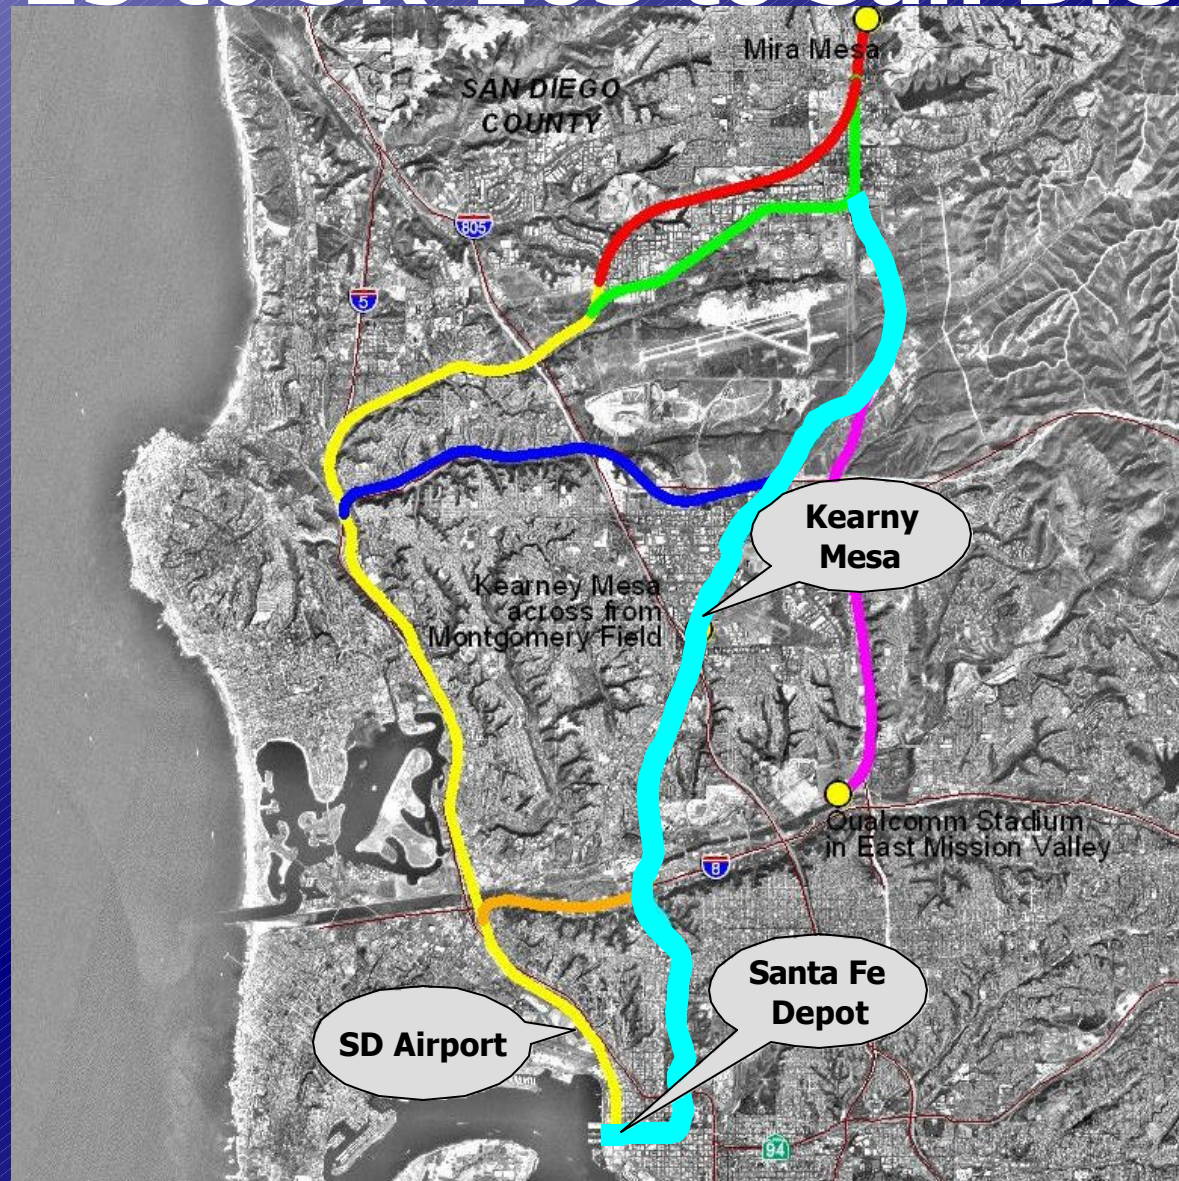 Mira Mesa
SAN DIEGO
COUNTY
805
5
Kearny
Mesa
Kearney Mesa
across from
Montgomery Field
Qualcomm Stadium
in East Mission Valley
8
Santa Fe
Depot
SD Airport
94